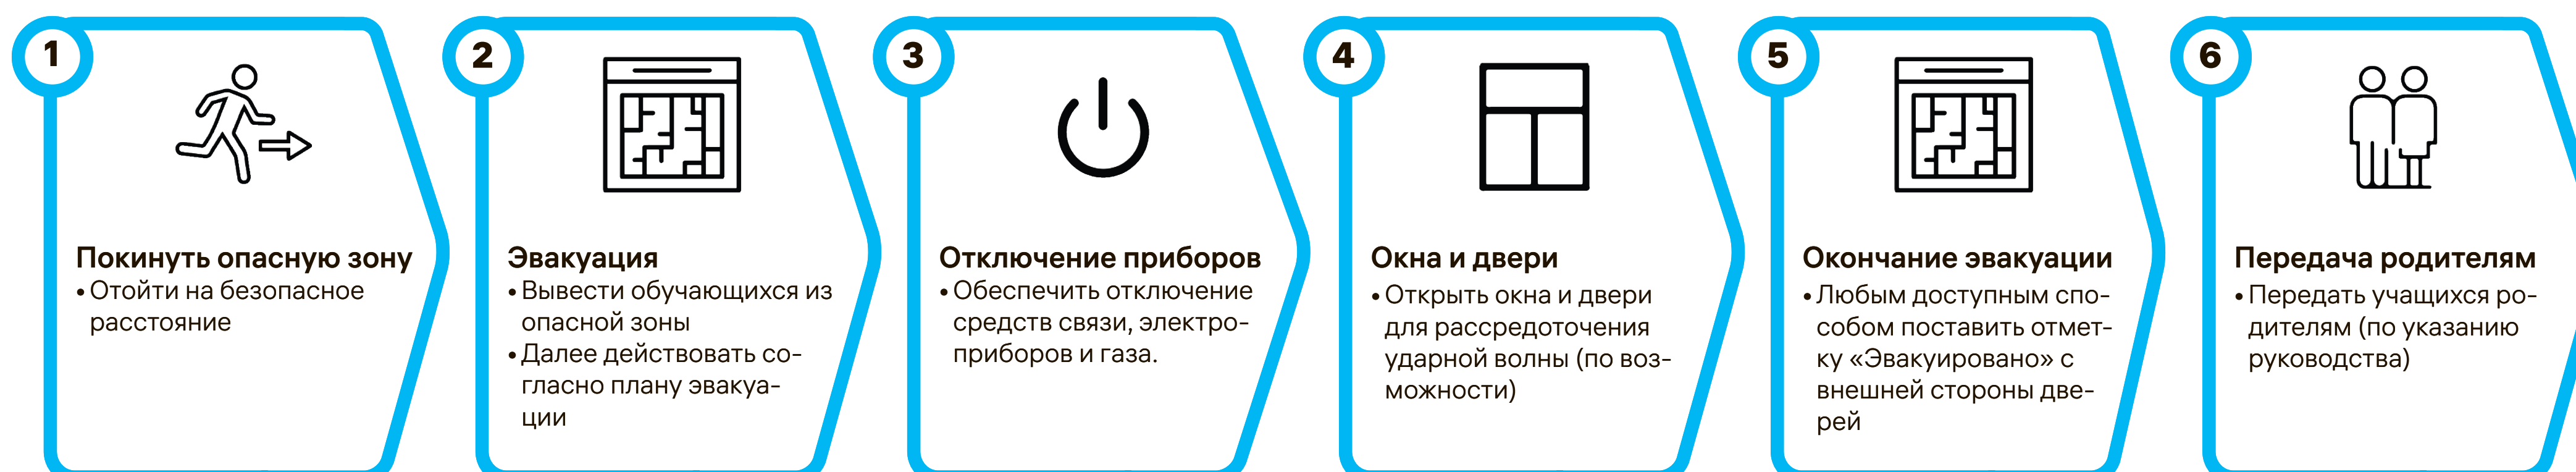 1
Покинуть опасную зону
• Отойти на безопасное
расстояние
2
Эвакуация
• Вывести обучающихся из
опасной зоны
• Далее действовать со-
гласно плану эвакуа-
ции
3
Отключение приборов
• Обеспечить отключение
средств связи, электро-
приборов и газа.
4
Окна и двери
• Открыть окна и двери
для рассредоточения
ударной волны (по воз-
можности)
5
Окончание эвакуации
• Любым доступным спо-
собом поставить отмет-
ку «Эвакуировано» с
внешней стороны две-
рей
6
Передача родителям
• Передать учащихся ро-
дителям (по указанию
руководства)